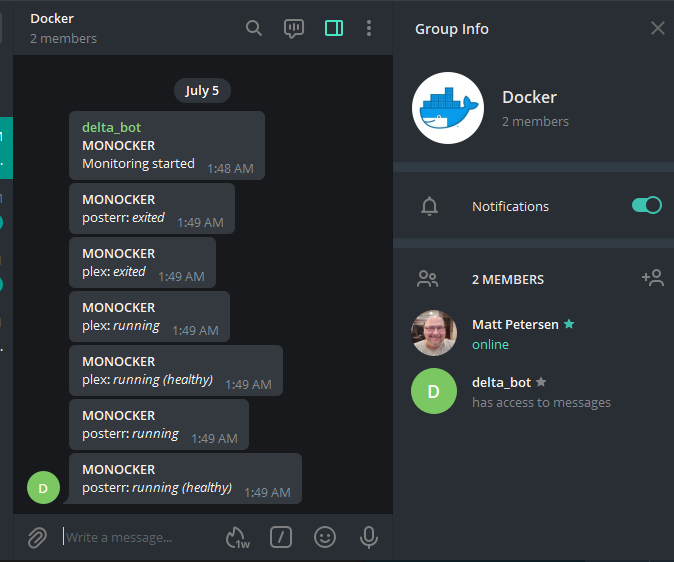 Docker
2 members
July 5
delta_bot
MONOCKER
Monitoring started 1:48 AM
MONOCKER
posterr: exited 1:49 AM
MONOCKER
plex: exited 1:49 AM
MONOCKER
plex: running 1:49 AM
MONOCKER
plex: running (healthy) 1:49 AM
MONOCKER
posterr: running 1:49 AM
MONOCKER
posterr: running (healthy) 1:49 AM
D
Write a message...
1w
Group Info
Docker
2 members
Notifications
2 MEMBERS
Matt Petersen
online
D
delta_bot
has access to messages